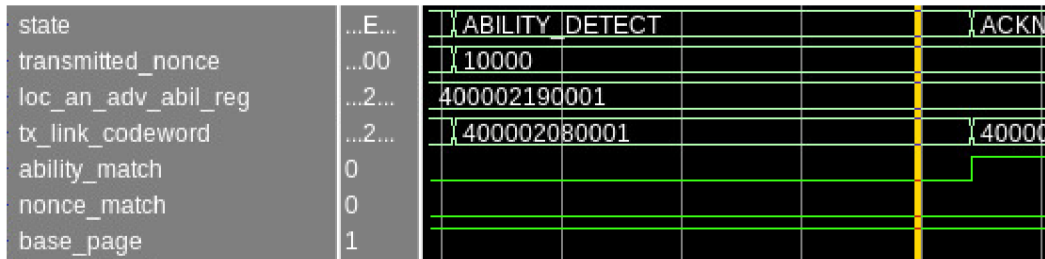 state ...E... ABILITY_DETECT ACKN
transmitted_nonce ...00 10000
loc_an_adv_abil_reg ...2... 400002190001
tx_link_codeword ...2... 400002080001 40000
ability_match 0
nonce_match 0
base_page 1